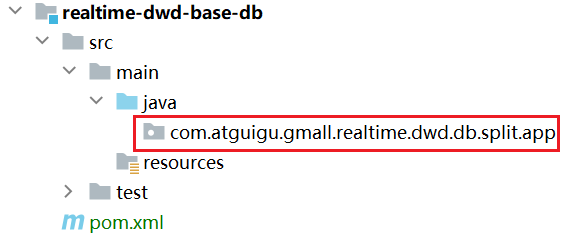 realtime-dwd-base-db
src
main
java
com.atguigu.gmall.realtime.dwd.db.split.app
resources
test
pom.xml